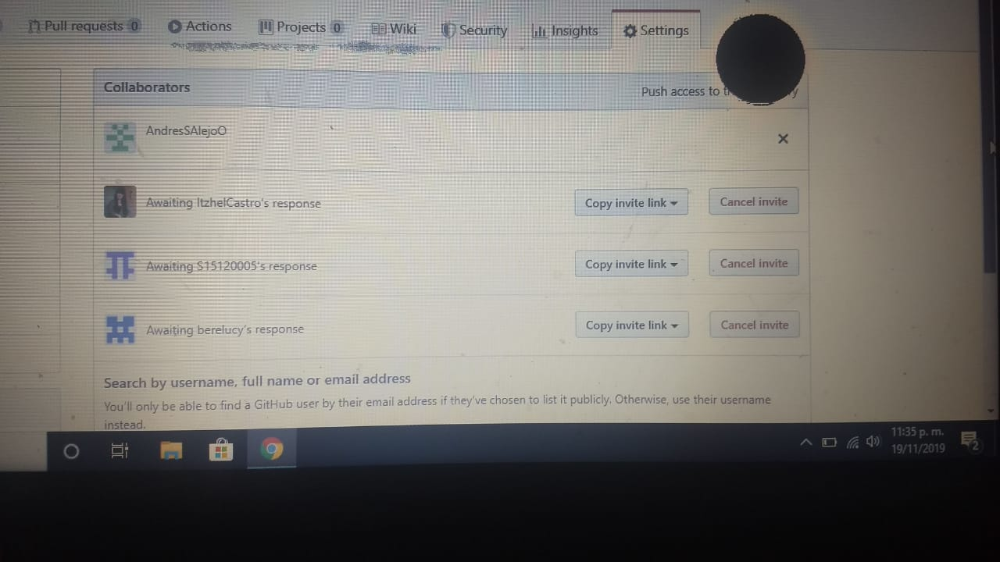 Pull requests 0 Actions Projects 0 Wiki Security Insights Settings
Collaborators Push access to
AndresSAlejoO
Awaiting ItzhelCastro's response Copy invite link Cancel invite
Awaiting S15120005's response Copy invite link Cancel invite
Awaiting berelucy's response Copy invite link Cancel invite
Search by username, full name or email address
You'll only be able to find a GitHub user by their email address if they've chosen to list it publicly. Otherwise, use their username
instead.
11:35 p. m.
19/11/2019
2